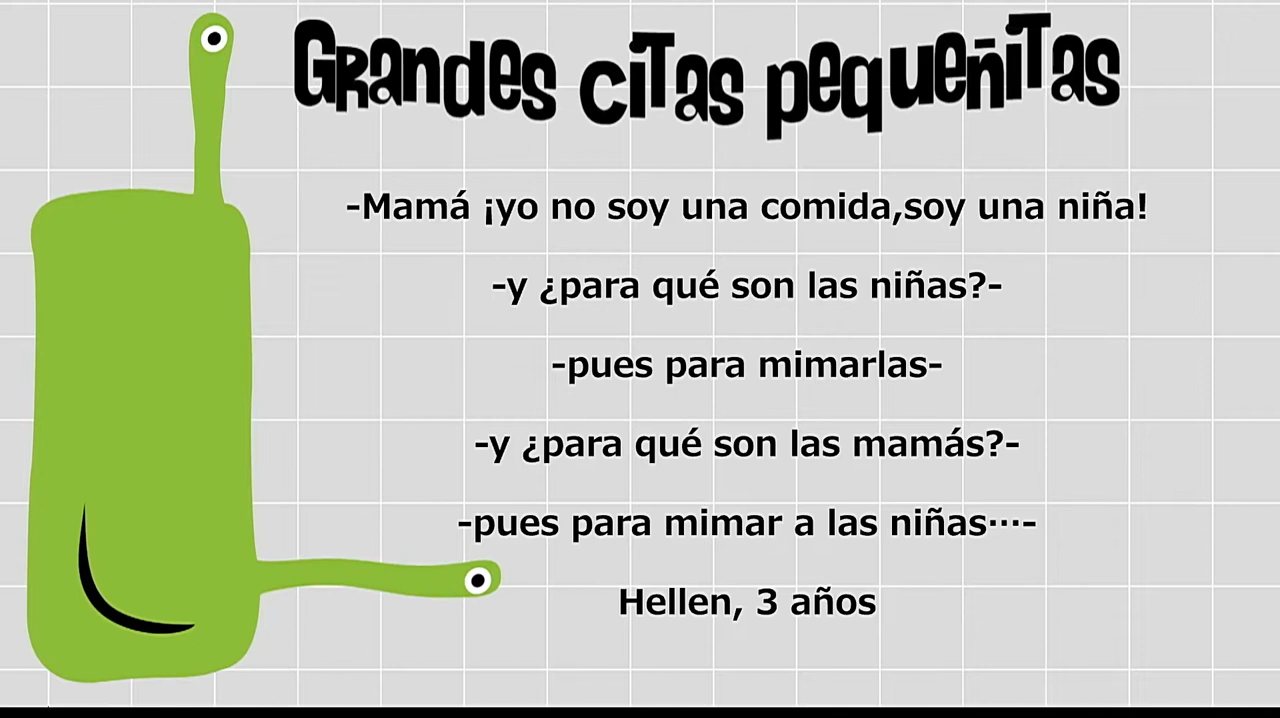 Grandes citas pequeñitas
-Mamá ¡yo no soy una comida,soy una niña!
-y ¿para qué son las niñas?-
-pues para mimarlas-
-y ¿para qué son las mamás?-
-pues para mimar a las niñas…-
Hellen, 3 años